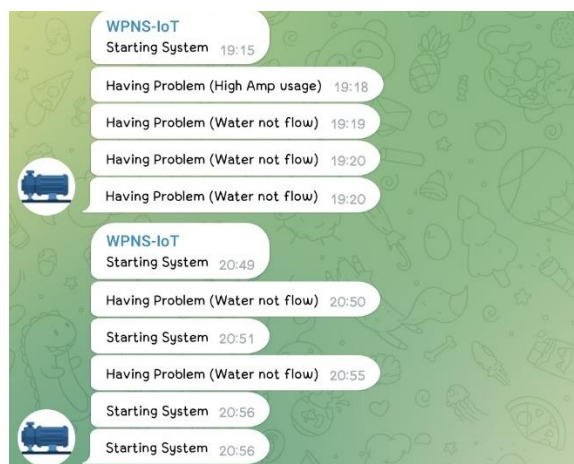 WPNS-IoT
Starting System 19:15
Having Problem (High Amp usage) 19:18
Having Problem (Water not flow) 19:19
Having Problem (Water not flow) 19:20
Having Problem (Water not flow) 19:20
WPNS-IoT
Starting System 20:49
Having Problem (Water not flow) 20:50
Starting System 20:51
Having Problem (Water not flow) 20:55
Starting System 20:56
Starting System 20:56